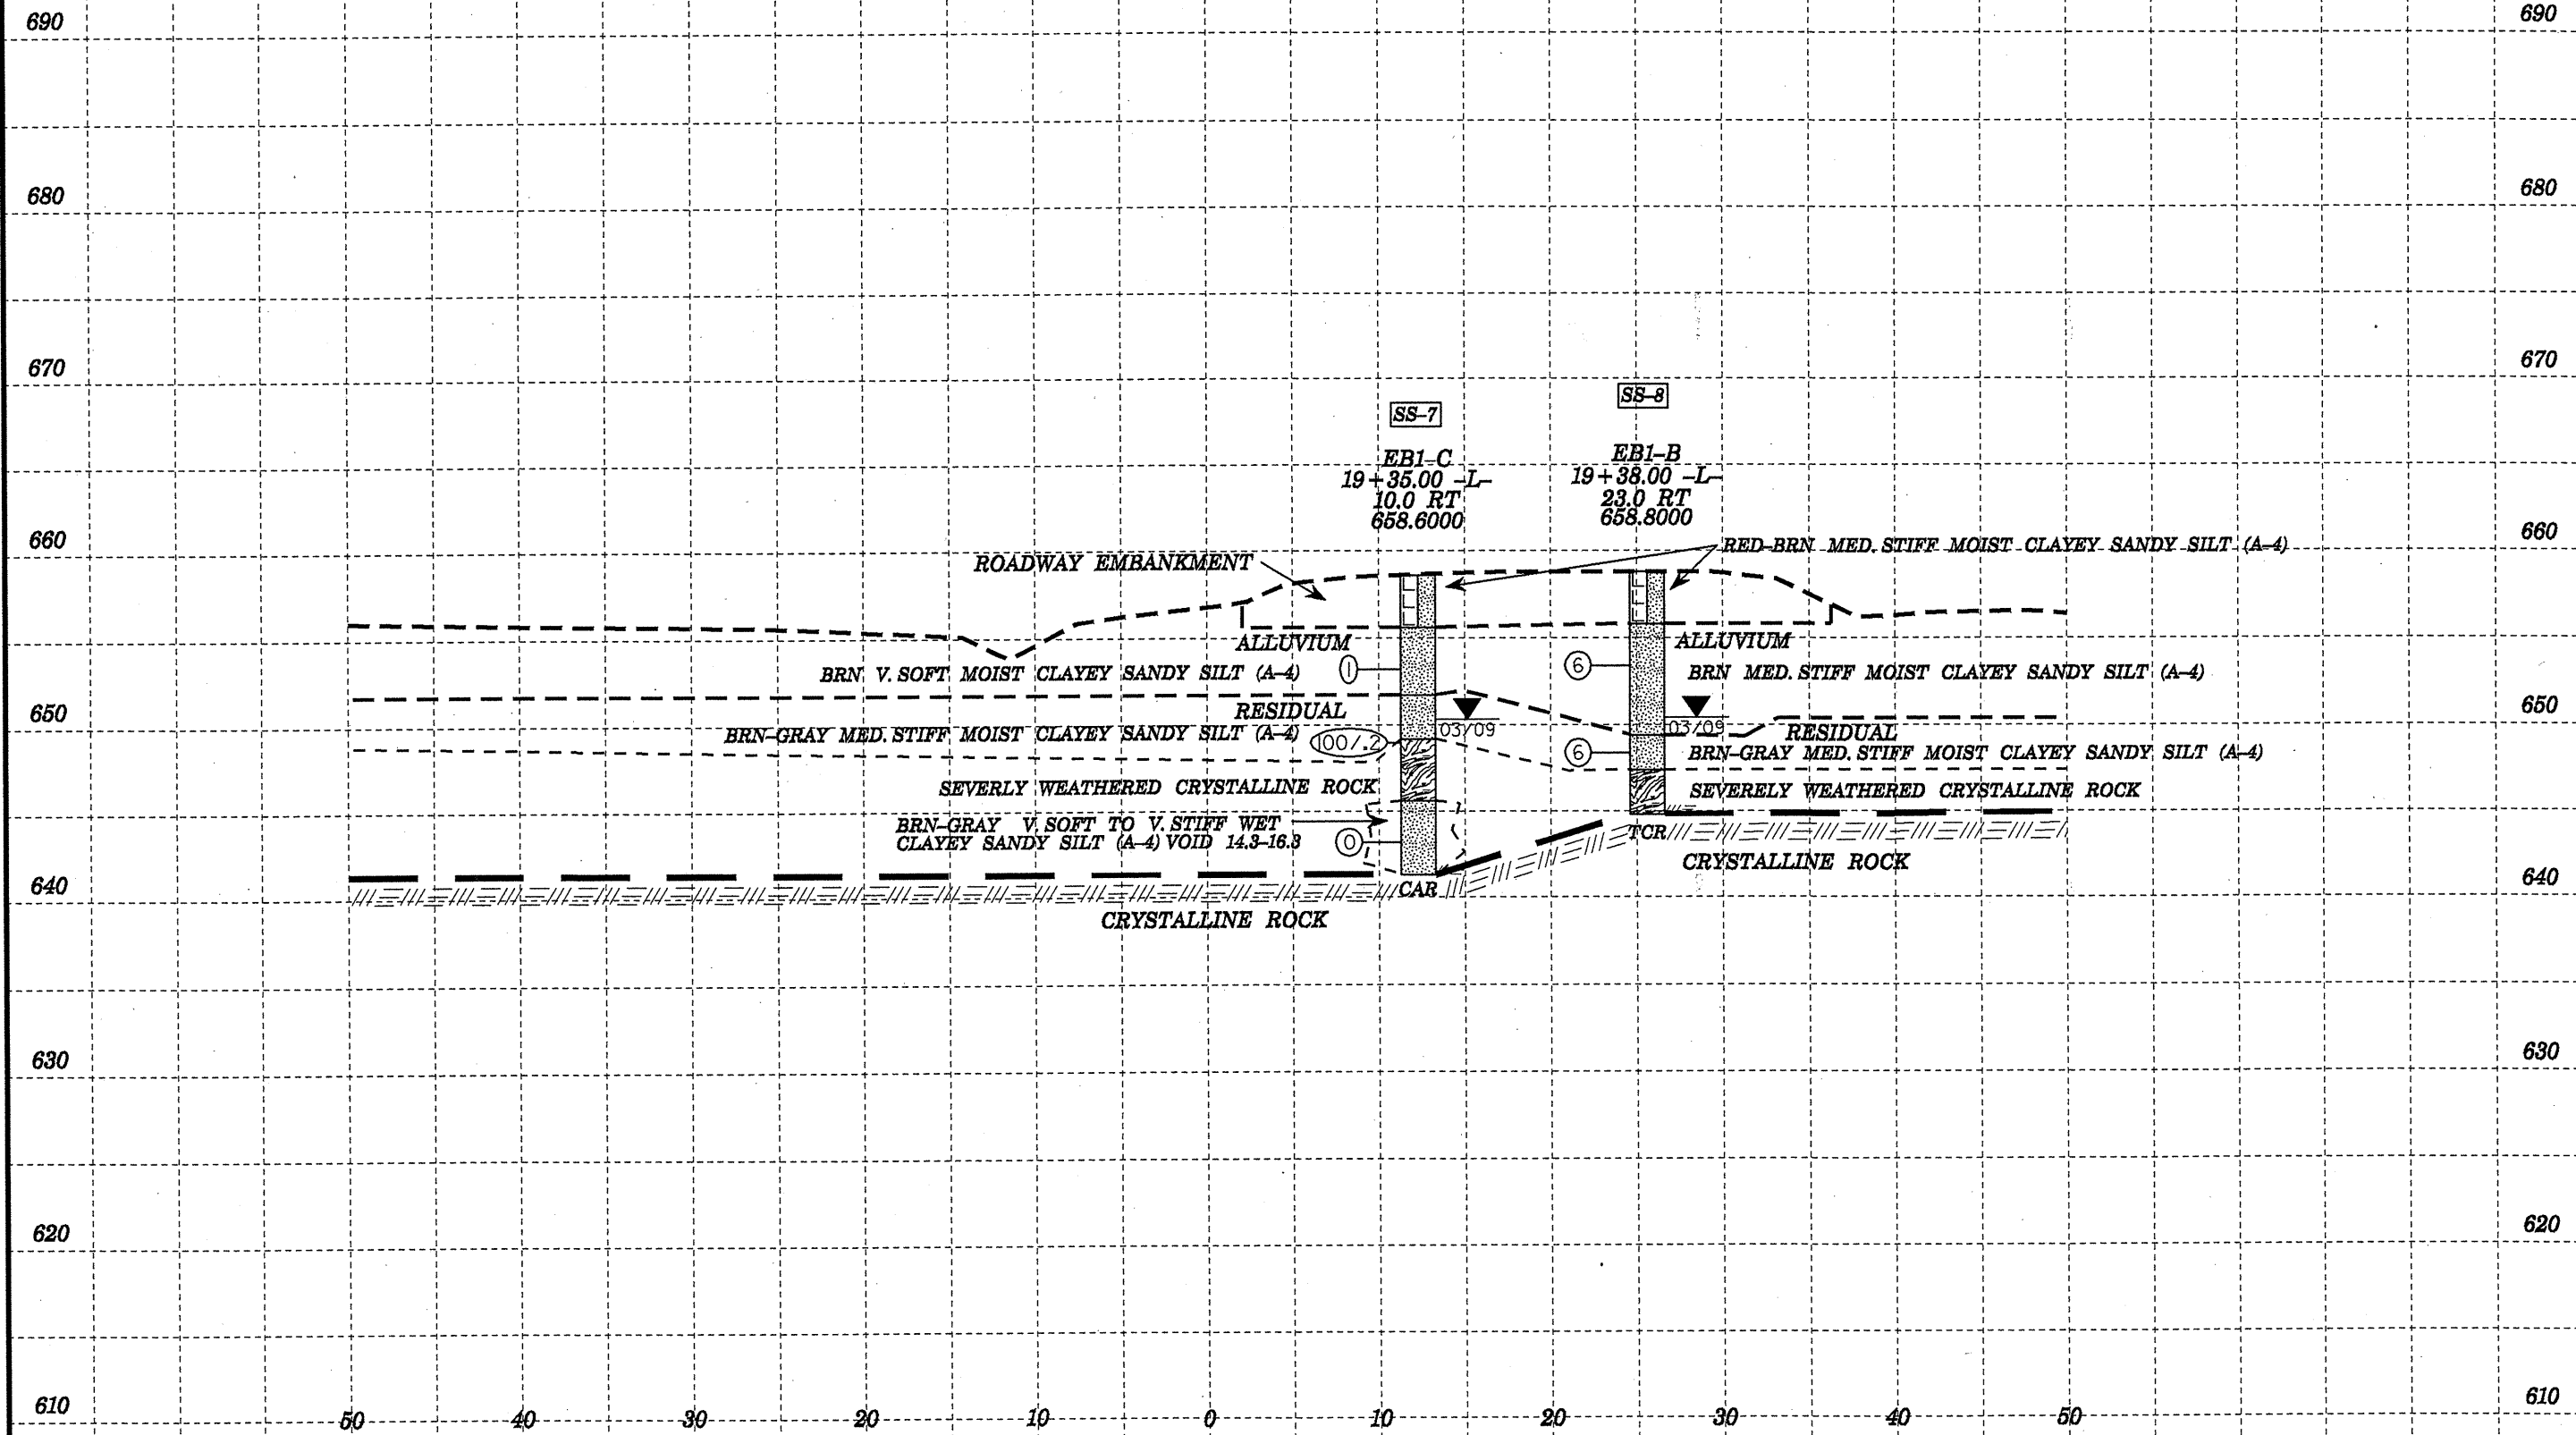 690 690
680 680
670 670
SS-7 SS-8
EB1-C
19+35.00 -L-
10.0 RT
658.6000
EB1-B
19+38.00 -L-
23.0 RT
658.8000
660 660
ROADWAY EMBANKMENT
RED-BRN MED. STIFF MOIST CLAYEY SANDY SILT (A-4)
ALLUVIUM
BRN V. SOFT MOIST CLAYEY SANDY SILT (A-4) 1
6 ALLUVIUM
BRN MED. STIFF MOIST CLAYEY SANDY SILT (A-4)
650 650
RESIDUAL
BRN-GRAY MED. STIFF MOIST CLAYEY SANDY SILT (A-4) 100/.2
03/09
03/09
RESIDUAL
6 BRN-GRAY MED. STIFF MOIST CLAYEY SANDY SILT (A-4)
SEVERLY WEATHERED CRYSTALLINE ROCK
SEVERELY WEATHERED CRYSTALLINE ROCK
BRN-GRAY V. SOFT TO V. STIFF WET
CLAYEY SANDY SILT (A-4) VOID 14.3-16.3 0
TCR
CRYSTALLINE ROCK
640 640
CAR
CRYSTALLINE ROCK
630 630
620 620
610 610
50 40 30 20 10 0 10 20 30 40 50